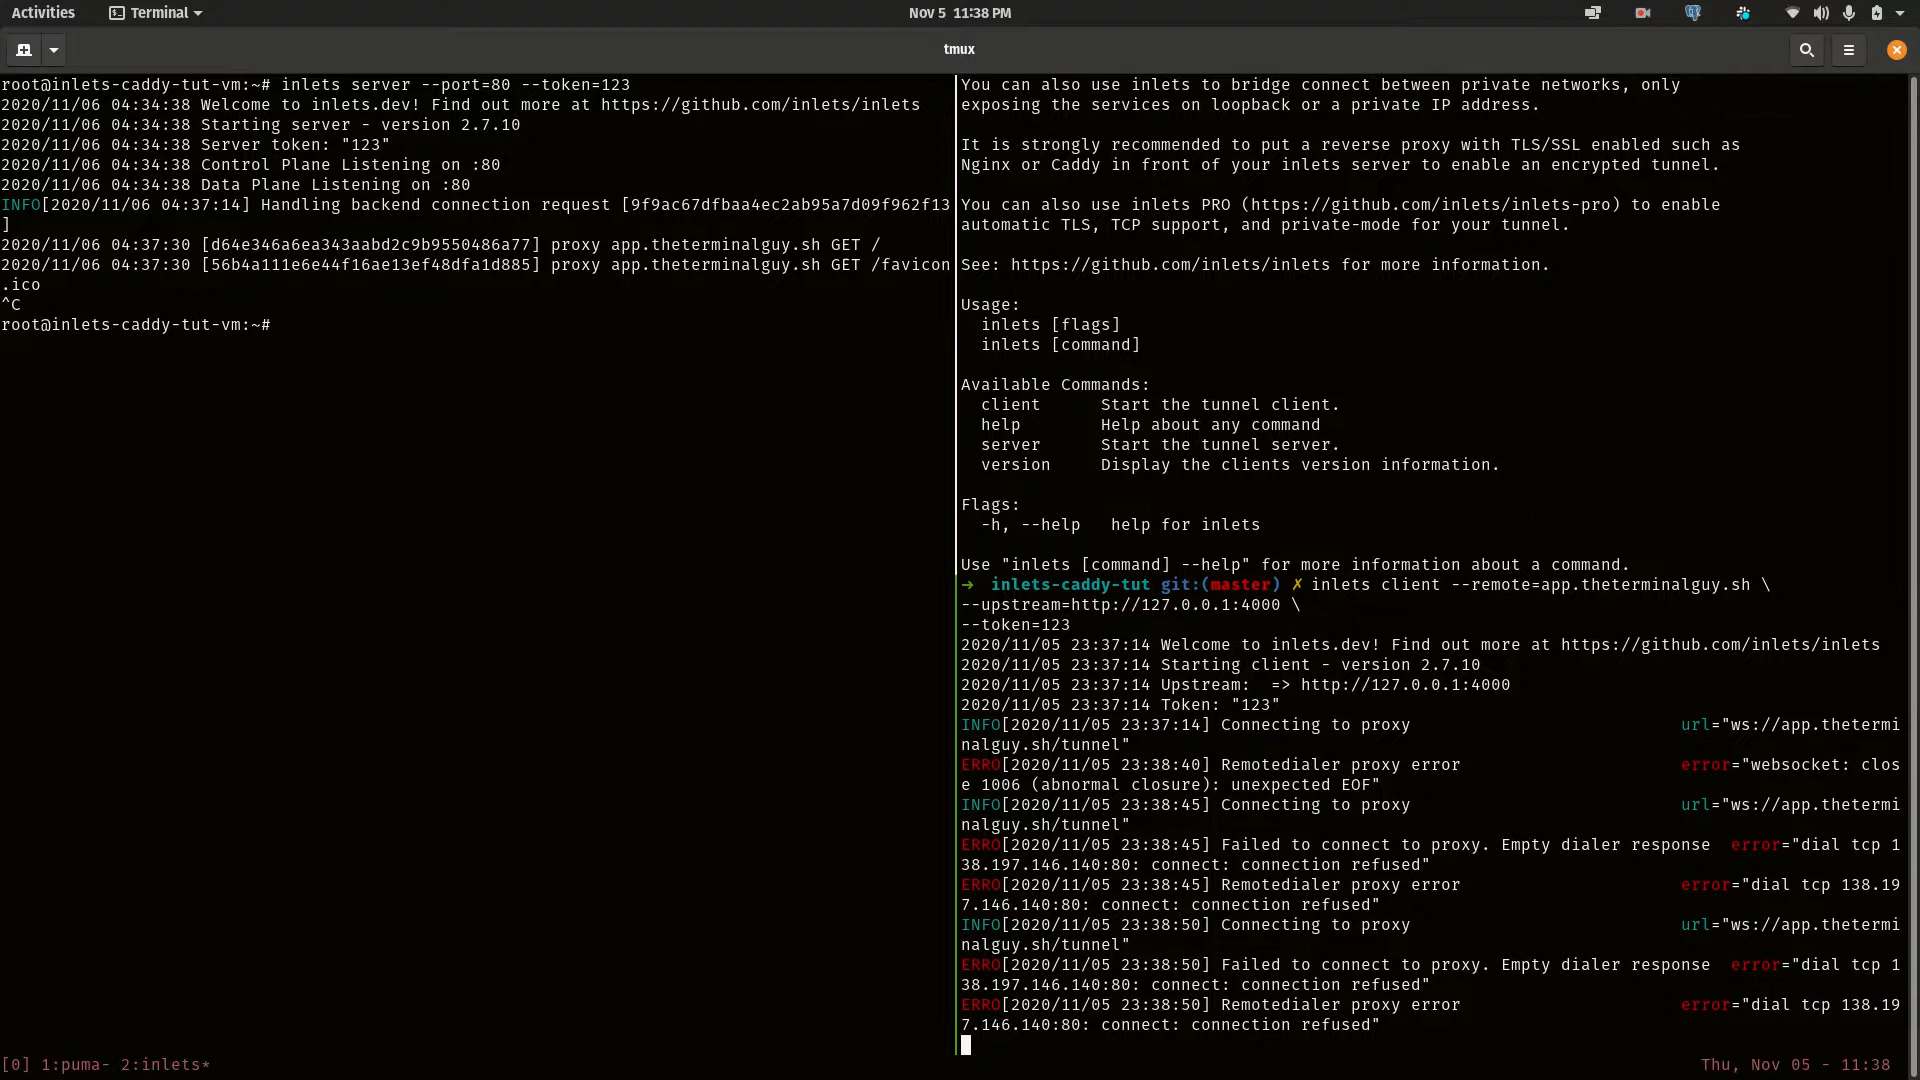 Activities
Terminal
Nov 5 11:38 PM
tmux
root@inlets-caddy-tut-vm:~# inlets server --port=80 --token=123
2020/11/06 04:34:38 Welcome to inlets.dev! Find out more at https://github.com/inlets/inlets
2020/11/06 04:34:38 Starting server - version 2.7.10
2020/11/06 04:34:38 Server token: "123"
2020/11/06 04:34:38 Control Plane Listening on :80
2020/11/06 04:34:38 Data Plane Listening on :80
INFO[2020/11/06 04:37:14] Handling backend connection request [9f9ac67dfbaa4ec2ab95a7d09f962f13
]
2020/11/06 04:37:30 [d64e346a6ea343aabd2c9b9550486a77] proxy app.theterminalguy.sh GET /
2020/11/06 04:37:30 [56b4a111e6e44f16ae13ef48dfa1d885] proxy app.theterminalguy.sh GET /favicon
.ico
^C
root@inlets-caddy-tut-vm:~#
You can also use inlets to bridge connect between private networks, only
exposing the services on loopback or a private IP address.
It is strongly recommended to put a reverse proxy with TLS/SSL enabled such as
Nginx or Caddy in front of your inlets server to enable an encrypted tunnel.
You can also use inlets PRO (https://github.com/inlets/inlets-pro) to enable
automatic TLS, TCP support, and private-mode for your tunnel.
See: https://github.com/inlets/inlets for more information.
Usage:
inlets [flags]
inlets [command]
Available Commands:
client Start the tunnel client.
help Help about any command
server Start the tunnel server.
version Display the clients version information.
Flags:
-h, --help help for inlets
Use "inlets [command] --help" for more information about a command.
→ inlets-caddy-tut git:(master) ✗ inlets client --remote=app.theterminalguy.sh \
--upstream=http://127.0.0.1:4000 \
--token=123
2020/11/05 23:37:14 Welcome to inlets.dev! Find out more at https://github.com/inlets/inlets
2020/11/05 23:37:14 Starting client - version 2.7.10
2020/11/05 23:37:14 Upstream: => http://127.0.0.1:4000
2020/11/05 23:37:14 Token: "123"
INFO[2020/11/05 23:37:14] Connecting to proxy url="ws://app.thetermi
nalguy.sh/tunnel"
ERRO[2020/11/05 23:38:40] Remotedialer proxy error error="websocket: clos
e 1006 (abnormal closure): unexpected EOF"
INFO[2020/11/05 23:38:45] Connecting to proxy url="ws://app.thetermi
nalguy.sh/tunnel"
ERRO[2020/11/05 23:38:45] Failed to connect to proxy. Empty dialer response error="dial tcp 1
38.197.146.140:80: connect: connection refused"
ERRO[2020/11/05 23:38:45] Remotedialer proxy error error="dial tcp 138.19
7.146.140:80: connect: connection refused"
INFO[2020/11/05 23:38:50] Connecting to proxy url="ws://app.thetermi
nalguy.sh/tunnel"
ERRO[2020/11/05 23:38:50] Failed to connect to proxy. Empty dialer response error="dial tcp 1
38.197.146.140:80: connect: connection refused"
ERRO[2020/11/05 23:38:50] Remotedialer proxy error error="dial tcp 138.19
7.146.140:80: connect: connection refused"
[0] 1:puma- 2:inlets*
Thu, Nov 05 - 11:38